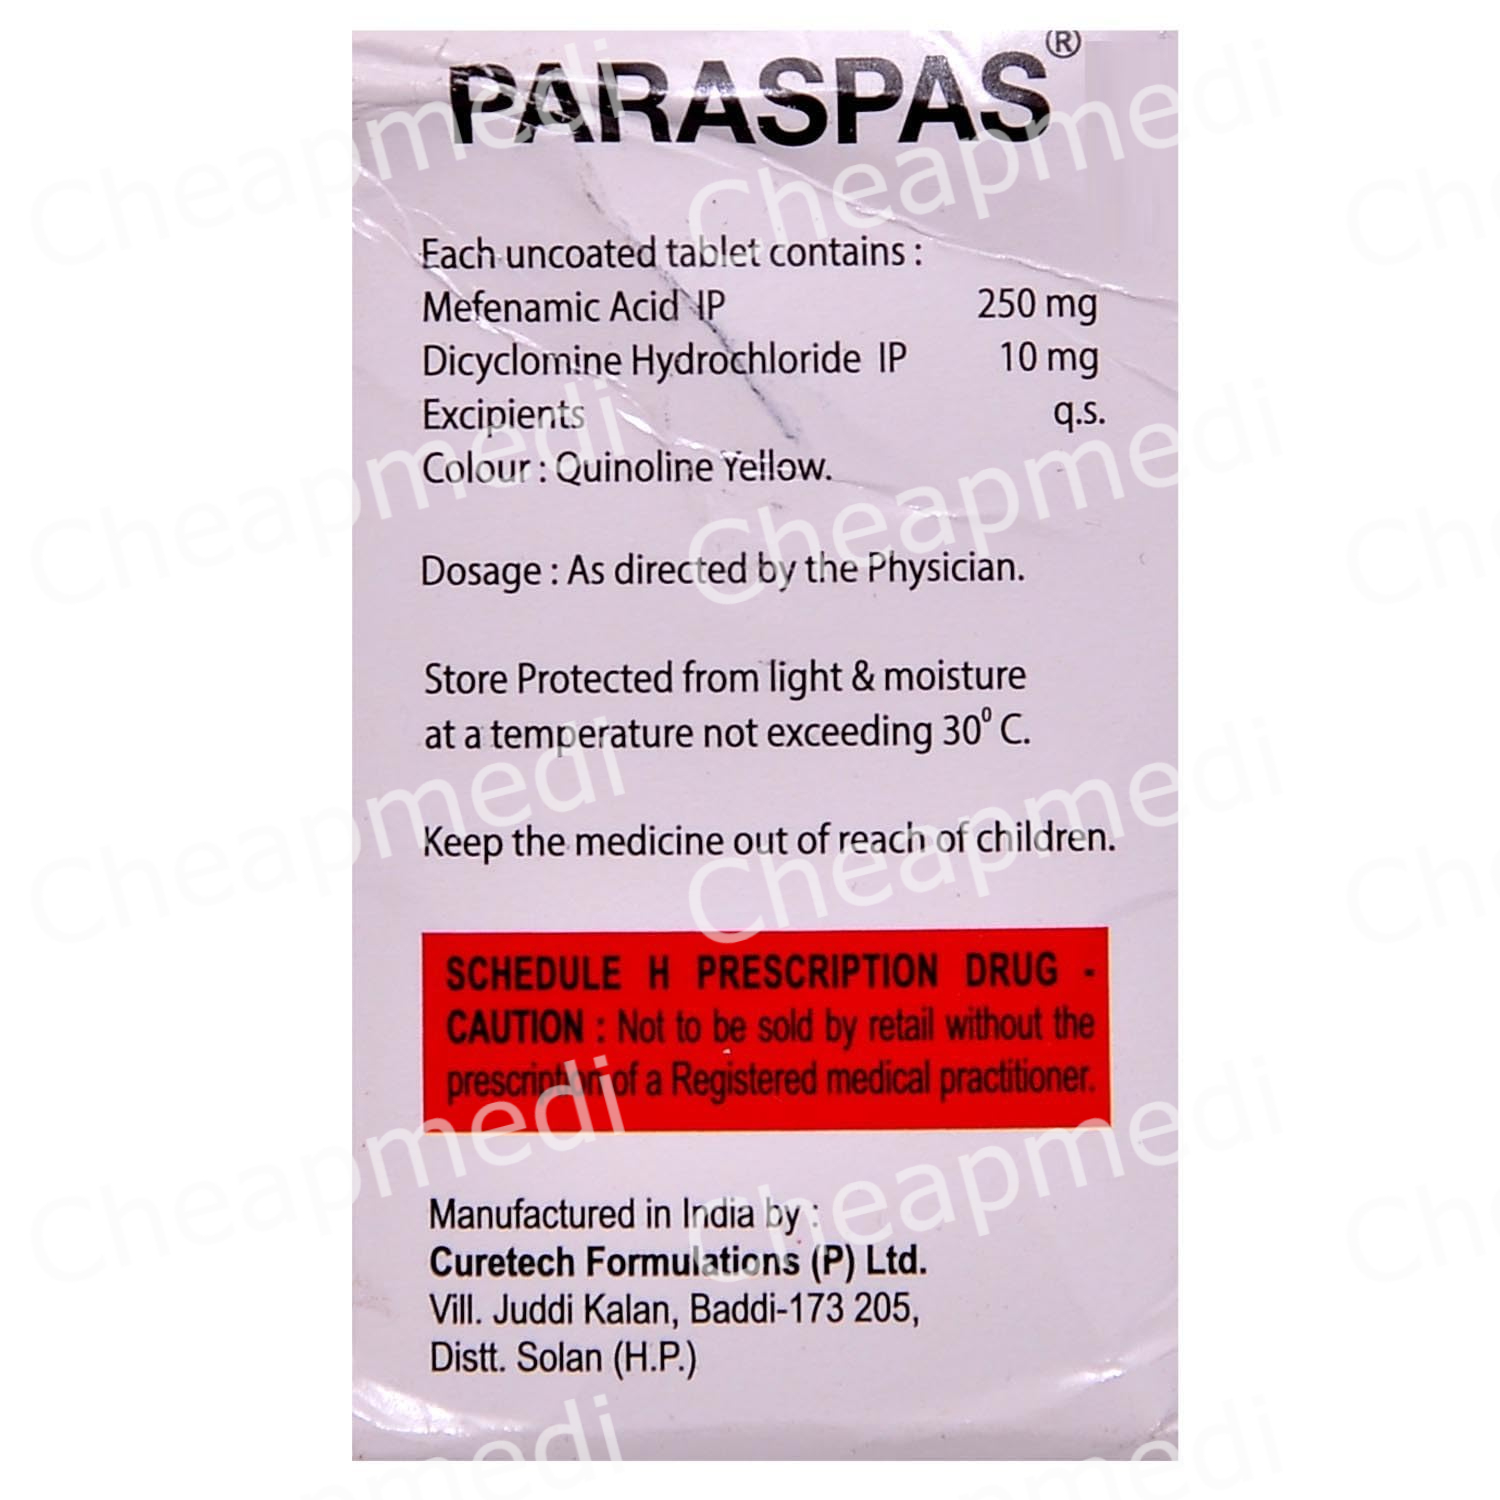 PARASPAS®
Each uncoated tablet contains :
Mefenamic Acid IP 250 mg
Dicyclomine Hydrochloride IP 10 mg
Excipients q.s.
Colour : Quinoline Yellow.
Dosage : As directed by the Physician.
Store Protected from light & moisture
at a temperature not exceeding 30⁰ C.
Keep the medicine out of reach of children.
SCHEDULE H PRESCRIPTION DRUG -
CAUTION : Not to be sold by retail without the
prescription of a Registered medical practitioner.
Manufactured in India by :
Curetech Formulations (P) Ltd.
Vill. Juddi Kalan, Baddi-173 205,
Distt. Solan (H.P.)
Cheapmedi